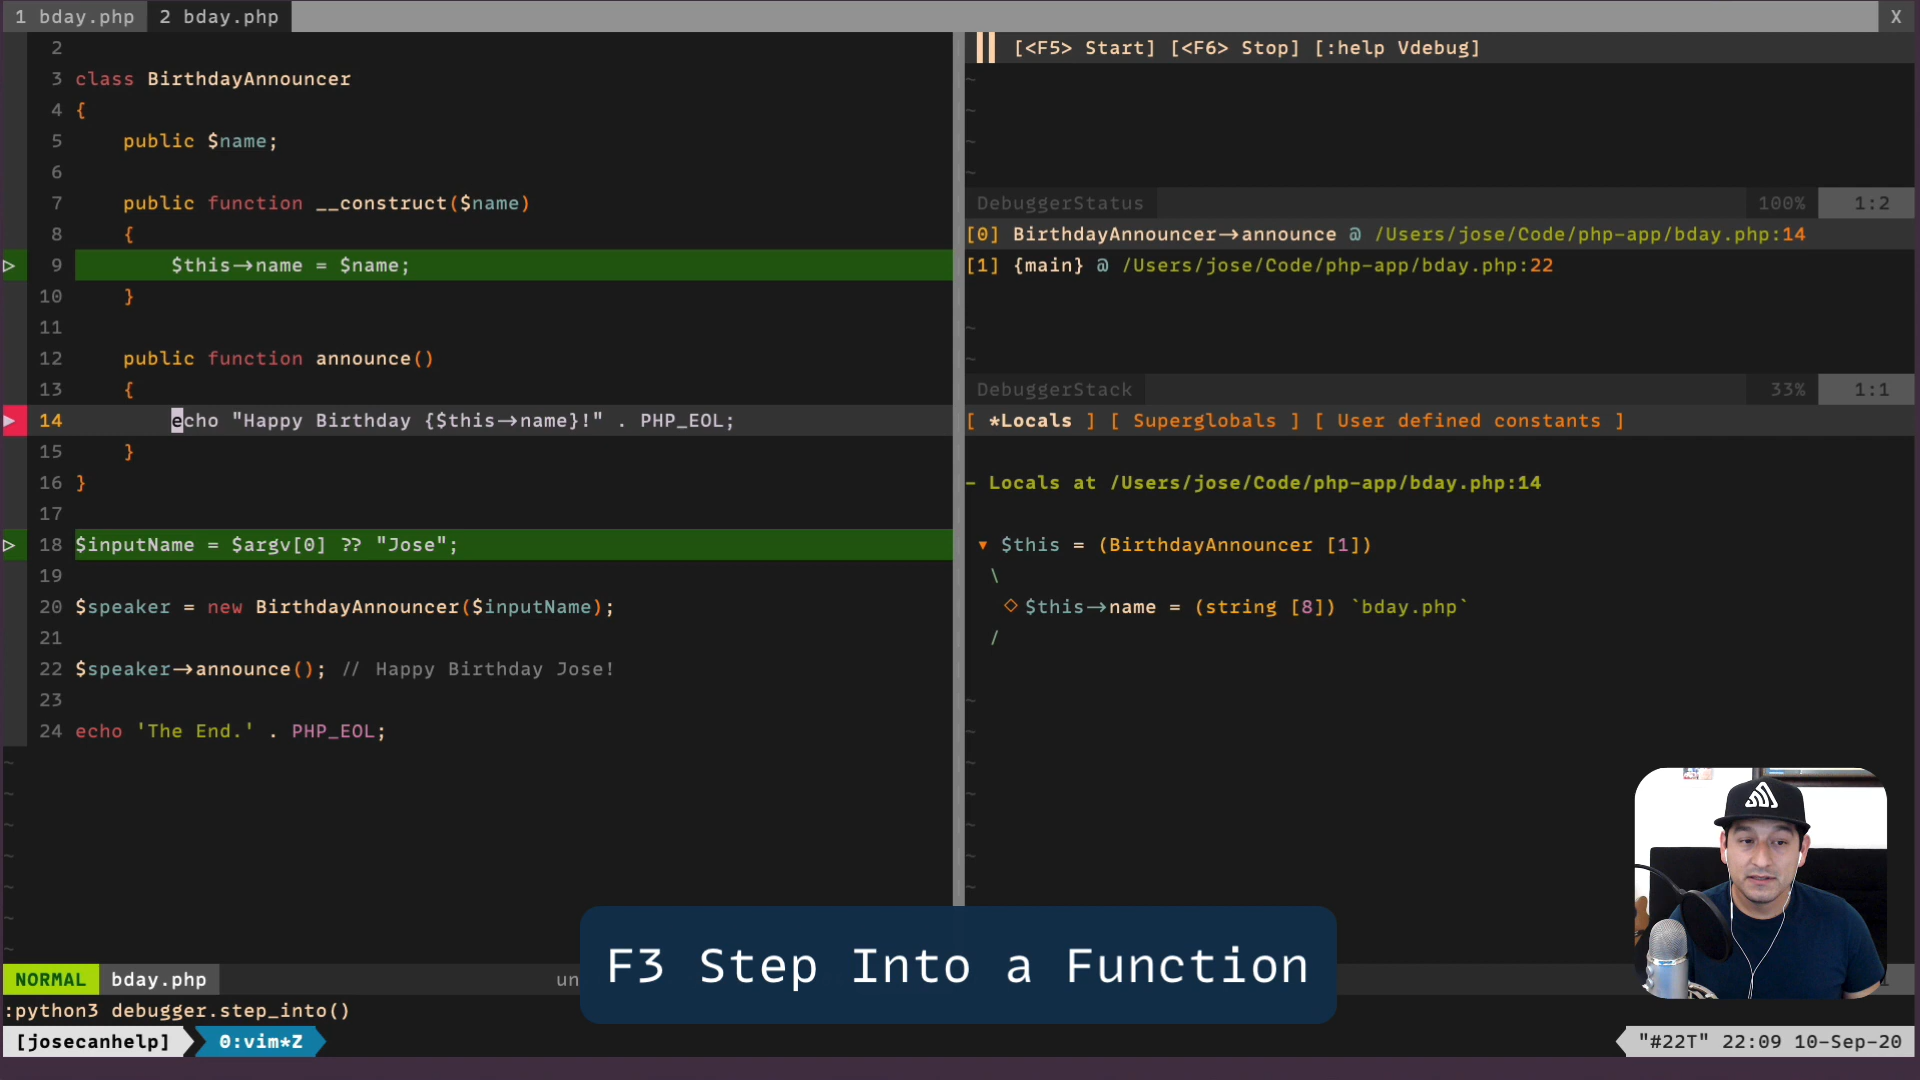 1 bday.php 2 bday.php X
2
3 class BirthdayAnnouncer
4 {
5 public $name;
6
7 public function __construct($name)
8 {
9 $this->name = $name;
10 }
11
12 public function announce()
13 {
14 echo "Happy Birthday {$this->name}!" . PHP_EOL;
15 }
16 }
17
18 $inputName = $argv[0] ?? "Jose";
19
20 $speaker = new BirthdayAnnouncer($inputName);
21
22 $speaker->announce(); // Happy Birthday Jose!
23
24 echo 'The End.' . PHP_EOL;
[<F5> Start] [<F6> Stop] [:help Vdebug]
DebuggerStatus 100% 1:2
[0] BirthdayAnnouncer->announce @ /Users/jose/Code/php-app/bday.php:14
[1] {main} @ /Users/jose/Code/php-app/bday.php:22
DebuggerStack 33% 1:1
[ *Locals ] [ Superglobals ] [ User defined constants ]
- Locals at /Users/jose/Code/php-app/bday.php:14
▾ $this = (BirthdayAnnouncer [1])
\
◇ $this->name = (string [8]) `bday.php`
/
F3 Step Into a Function
NORMAL bday.php un
:python3 debugger.step_into()
[josecanhelp] 0:vim*Z "#22T" 22:09 10-Sep-20